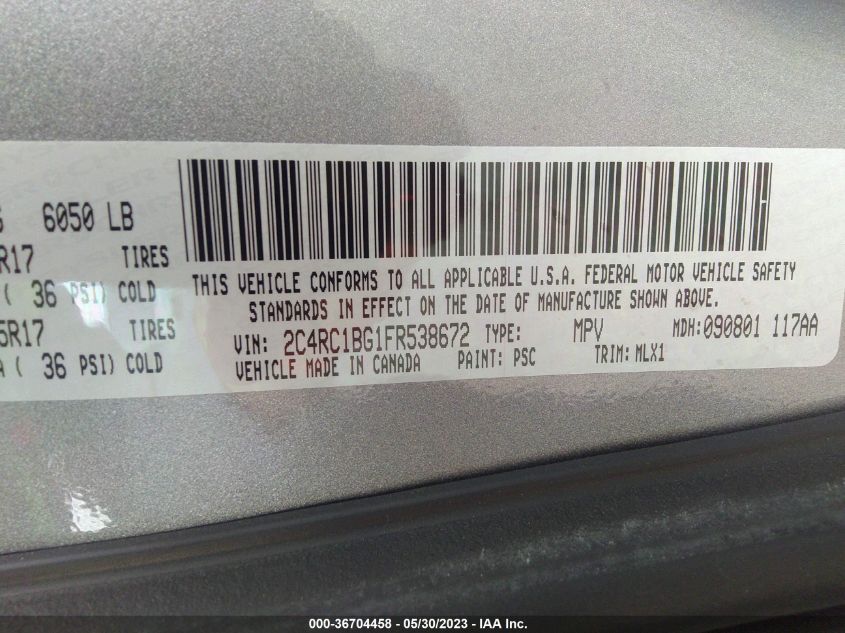 6050 LB
R17 TIRES
( 36 PSI) COLD
5R17 TIRES
A ( 36 PSI) COLD
THIS VEHICLE CONFORMS TO ALL APPLICABLE U.S.A. FEDERAL MOTOR VEHICLE SAFETY
STANDARDS IN EFFECT ON THE DATE OF MANUFACTURE SHOWN ABOVE.
VIN: 2C4RC1BG1FR538672 TYPE: MPV MDH:090801 117AA
VEHICLE MADE IN CANADA PAINT: PSC TRIM: MLX1
000-36704458 - 05/30/2023 - IAA Inc.